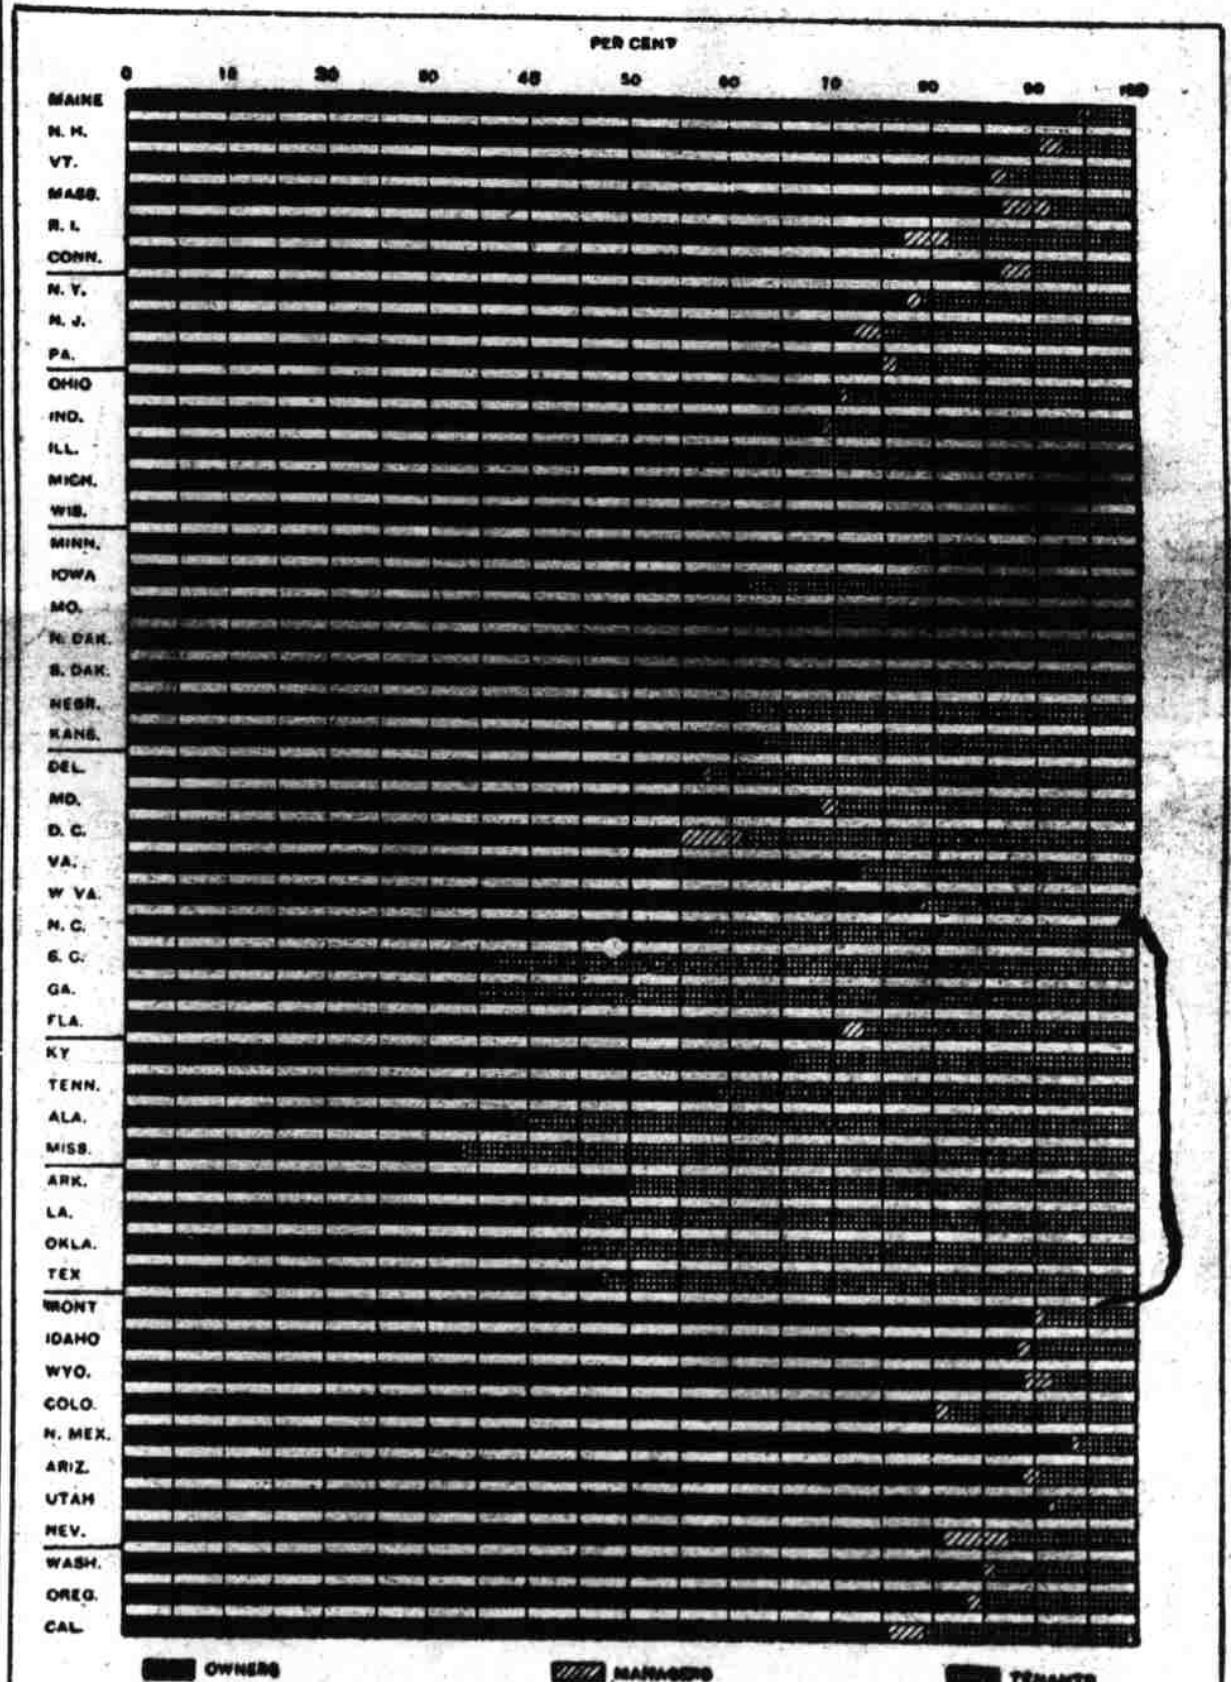 PER CENT
0 10 20 30 40 50 60 70 80 90 100
MAINE
N. H.
VT.
MASS.
R. I.
CONN.
N. Y.
N. J.
PA.
OHIO
IND.
ILL.
MICH.
WIS.
MINN.
IOWA
MO.
N. DAK.
S. DAK.
NEBR.
KANS.
DEL.
MD.
D. C.
VA.
W VA.
N. C.
S. C.
GA.
FLA.
KY
TENN.
ALA.
MISS.
ARK.
LA.
OKLA.
TEX
MONT
IDAHO
WYO.
COLO.
N. MEX.
ARIZ.
UTAH
NEV.
WASH.
OREG.
CAL.
OWNERS MANAGERS TENANTS